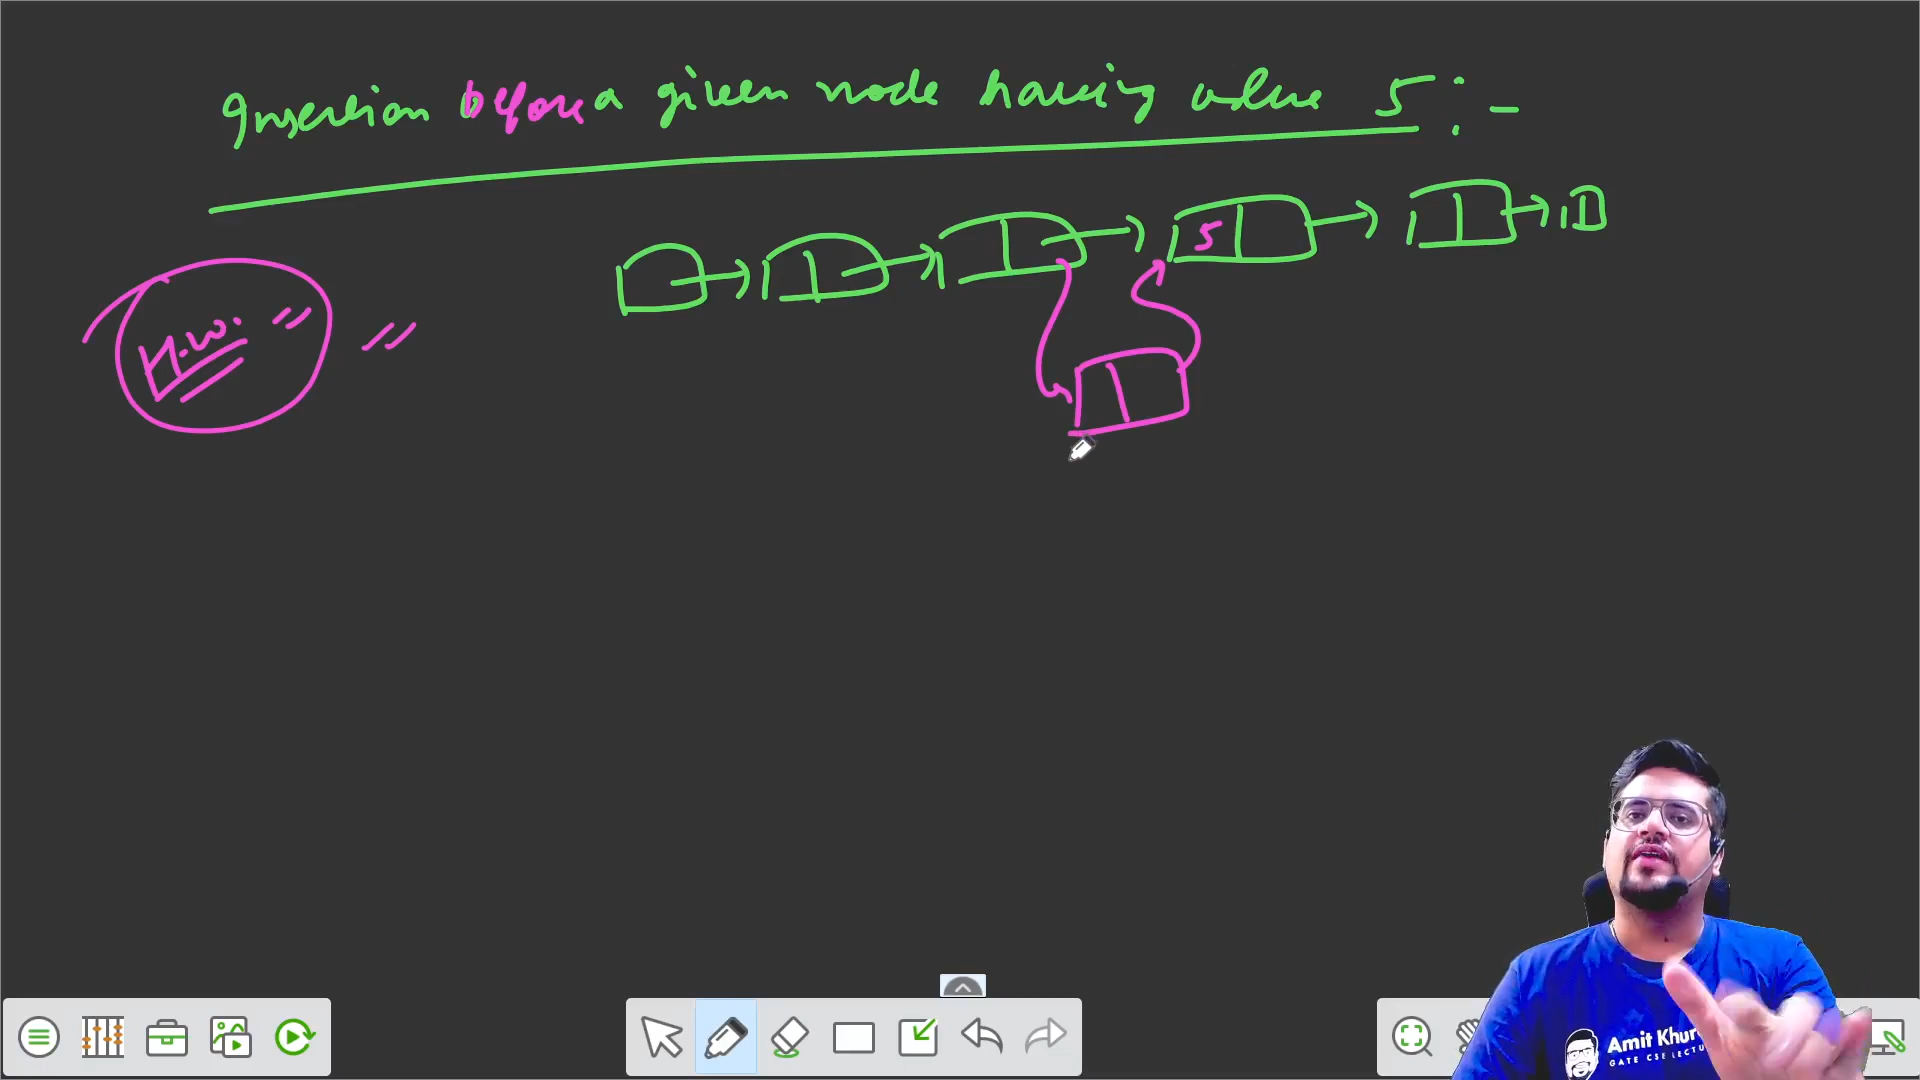 Insertion before a given node having value 5 :-
5
H.W.
Amit Khur
GATE CSE LECTU